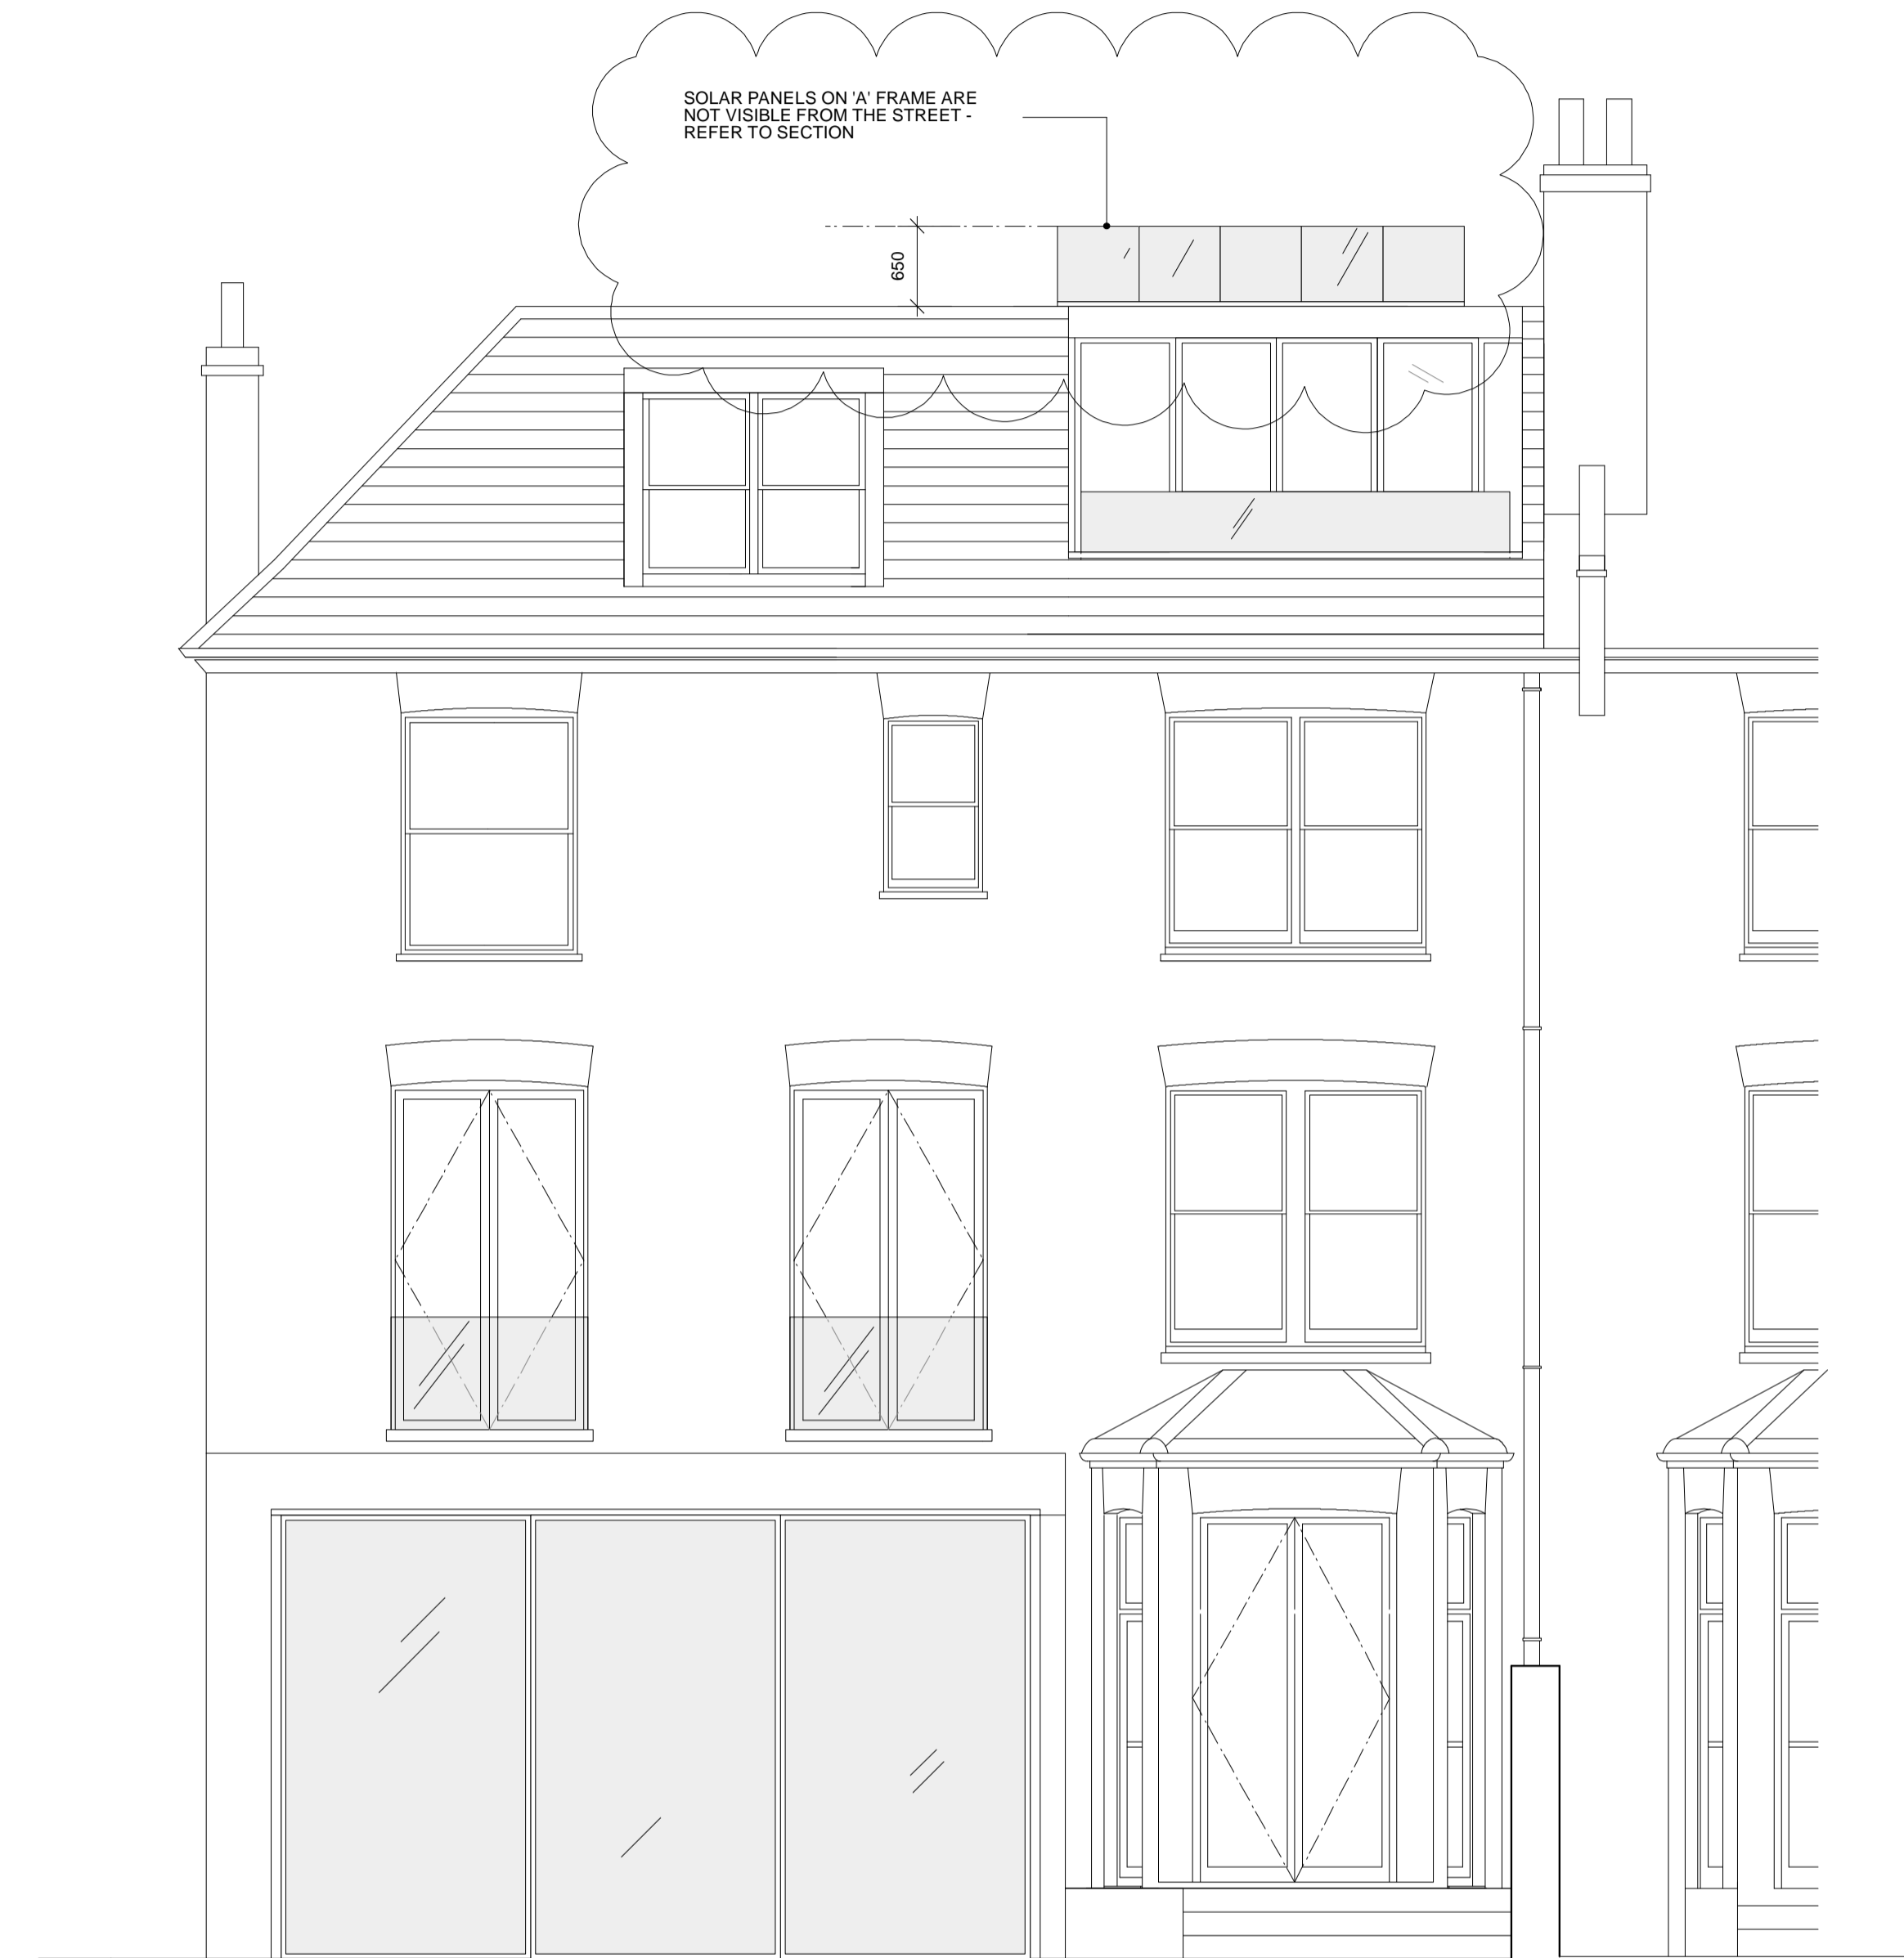 SOLAR PANELS ON 'A' FRAME ARE
NOT VISIBLE FROM THE STREET -
REFER TO SECTION
650